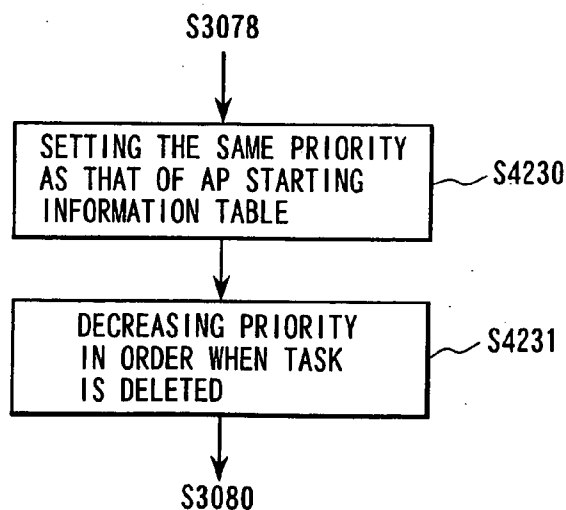 S3078
SETTING THE SAME PRIORITY
AS THAT OF AP STARTING
INFORMATION TABLE
S4230
DECREASING PRIORITY
IN ORDER WHEN TASK
IS DELETED
S4231
S3080